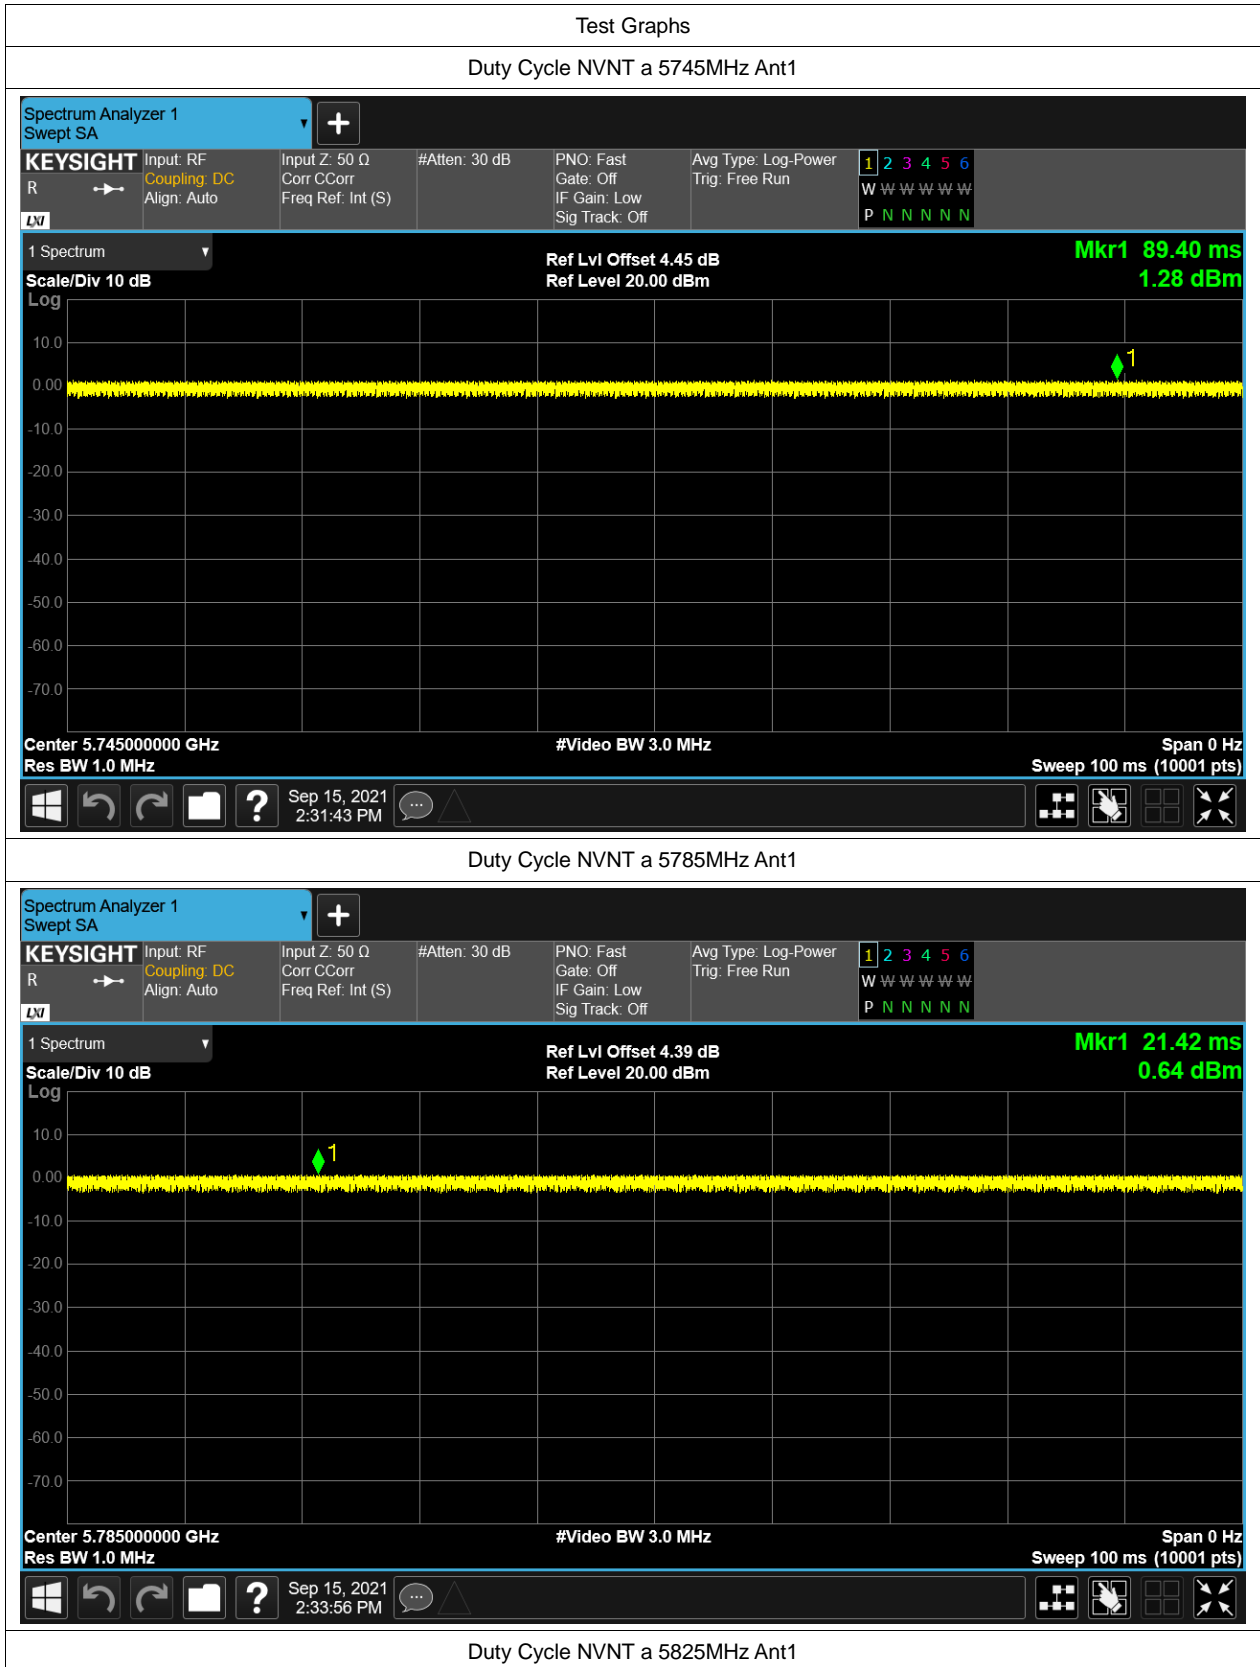 Test Graphs
Duty Cycle NVNT a 5745MHz Ant1
Spectrum Analyzer 1
Swept SA
KEYSIGHT
R
LXI
Input: RF
Coupling: DC
Align: Auto
Input Z: 50 Ω
Corr CCorr
Freq Ref: Int (S)
#Atten: 30 dB
PNO: Fast
Gate: Off
IF Gain: Low
Sig Track: Off
Avg Type: Log-Power
Trig: Free Run
1 2 3 4 5 6
W W W W W W
P N N N N N
1 Spectrum
Scale/Div 10 dB
Log
Ref Lvl Offset 4.45 dB
Ref Level 20.00 dBm
Mkr1 89.40 ms
1.28 dBm
10.0
1
0.00
-10.0
-20.0
-30.0
-40.0
-50.0
-60.0
-70.0
Center 5.745000000 GHz
Res BW 1.0 MHz
#Video BW 3.0 MHz
Span 0 Hz
Sweep 100 ms (10001 pts)
?
Sep 15, 2021
2:31:43 PM
Duty Cycle NVNT a 5785MHz Ant1
Spectrum Analyzer 1
Swept SA
KEYSIGHT
R
LXI
Input: RF
Coupling: DC
Align: Auto
Input Z: 50 Ω
Corr CCorr
Freq Ref: Int (S)
#Atten: 30 dB
PNO: Fast
Gate: Off
IF Gain: Low
Sig Track: Off
Avg Type: Log-Power
Trig: Free Run
1 2 3 4 5 6
W W W W W W
P N N N N N
1 Spectrum
Scale/Div 10 dB
Log
Ref Lvl Offset 4.39 dB
Ref Level 20.00 dBm
Mkr1 21.42 ms
0.64 dBm
10.0
1
0.00
-10.0
-20.0
-30.0
-40.0
-50.0
-60.0
-70.0
Center 5.785000000 GHz
Res BW 1.0 MHz
#Video BW 3.0 MHz
Span 0 Hz
Sweep 100 ms (10001 pts)
?
Sep 15, 2021
2:33:56 PM
Duty Cycle NVNT a 5825MHz Ant1